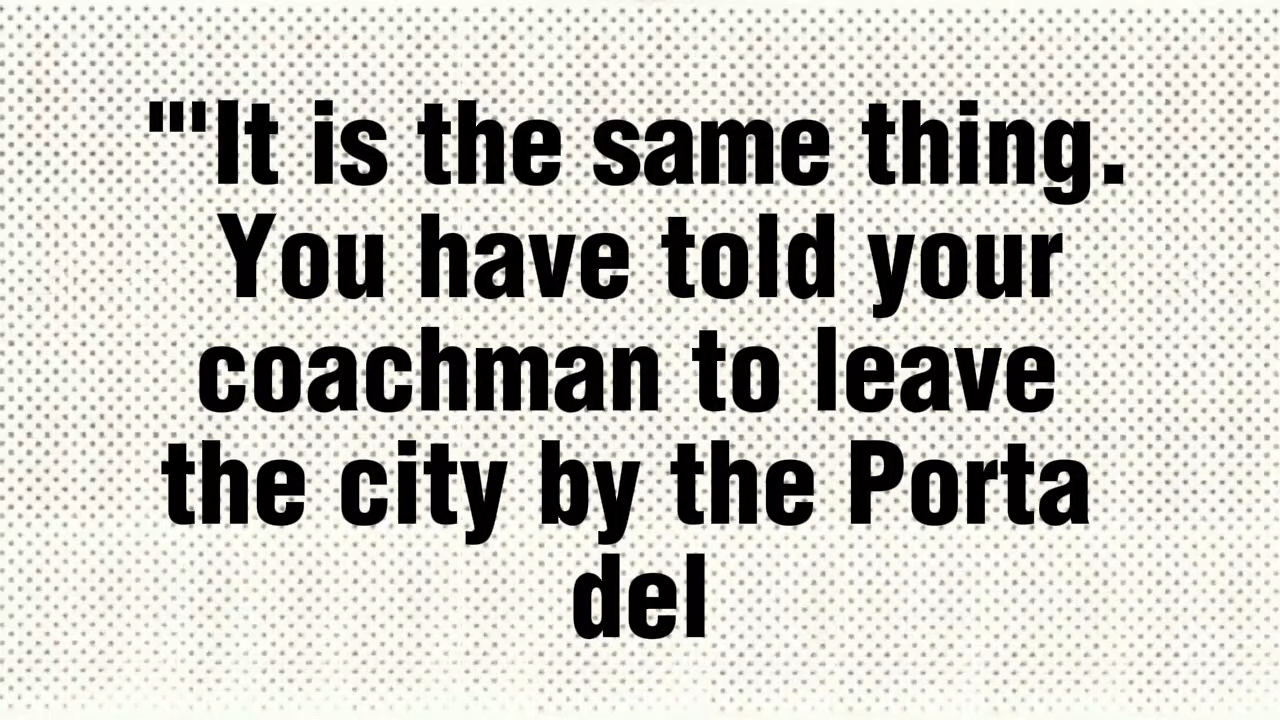 "'It is the same thing.
You have told your
coachman to leave
the city by the Porta
del